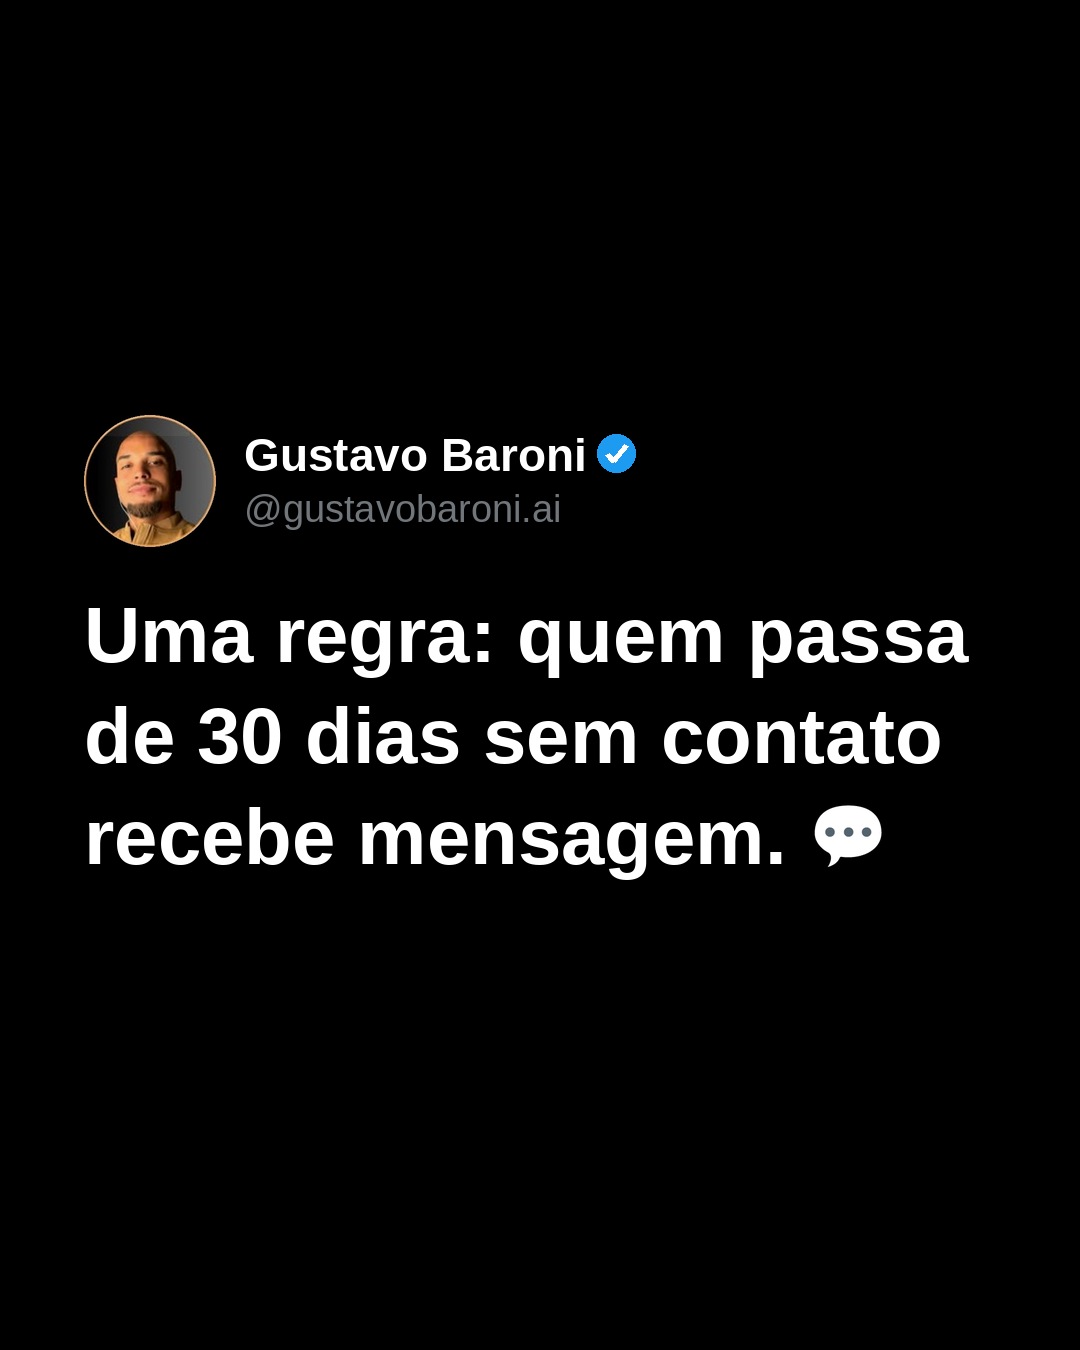 Gustavo Baroni
@gustavobaroni.ai
Uma regra: quem passa
de 30 dias sem contato
recebe mensagem. 💬